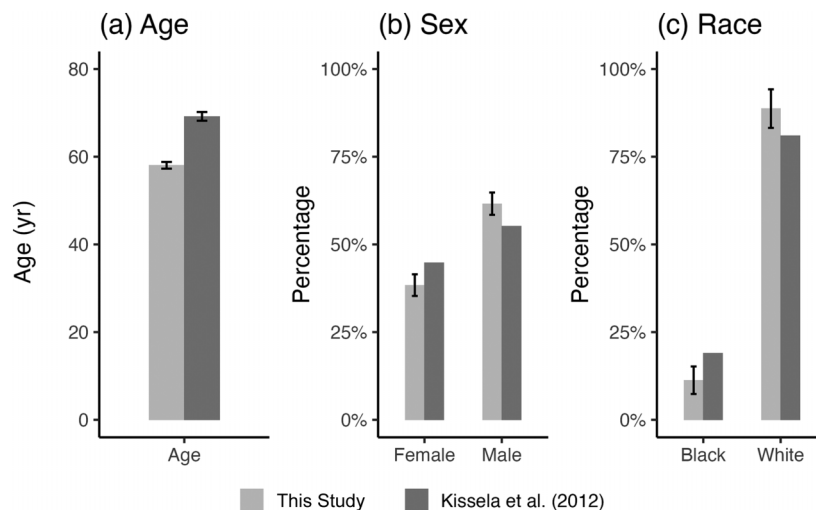 (a) Age
(b) Sex
(c) Race
Age (yr)
80
60
40
20
0
Age
Percentage
100%
75%
50%
25%
0%
Female Male
Percentage
100%
75%
50%
25%
0%
Black White
This Study Kissela et al. (2012)